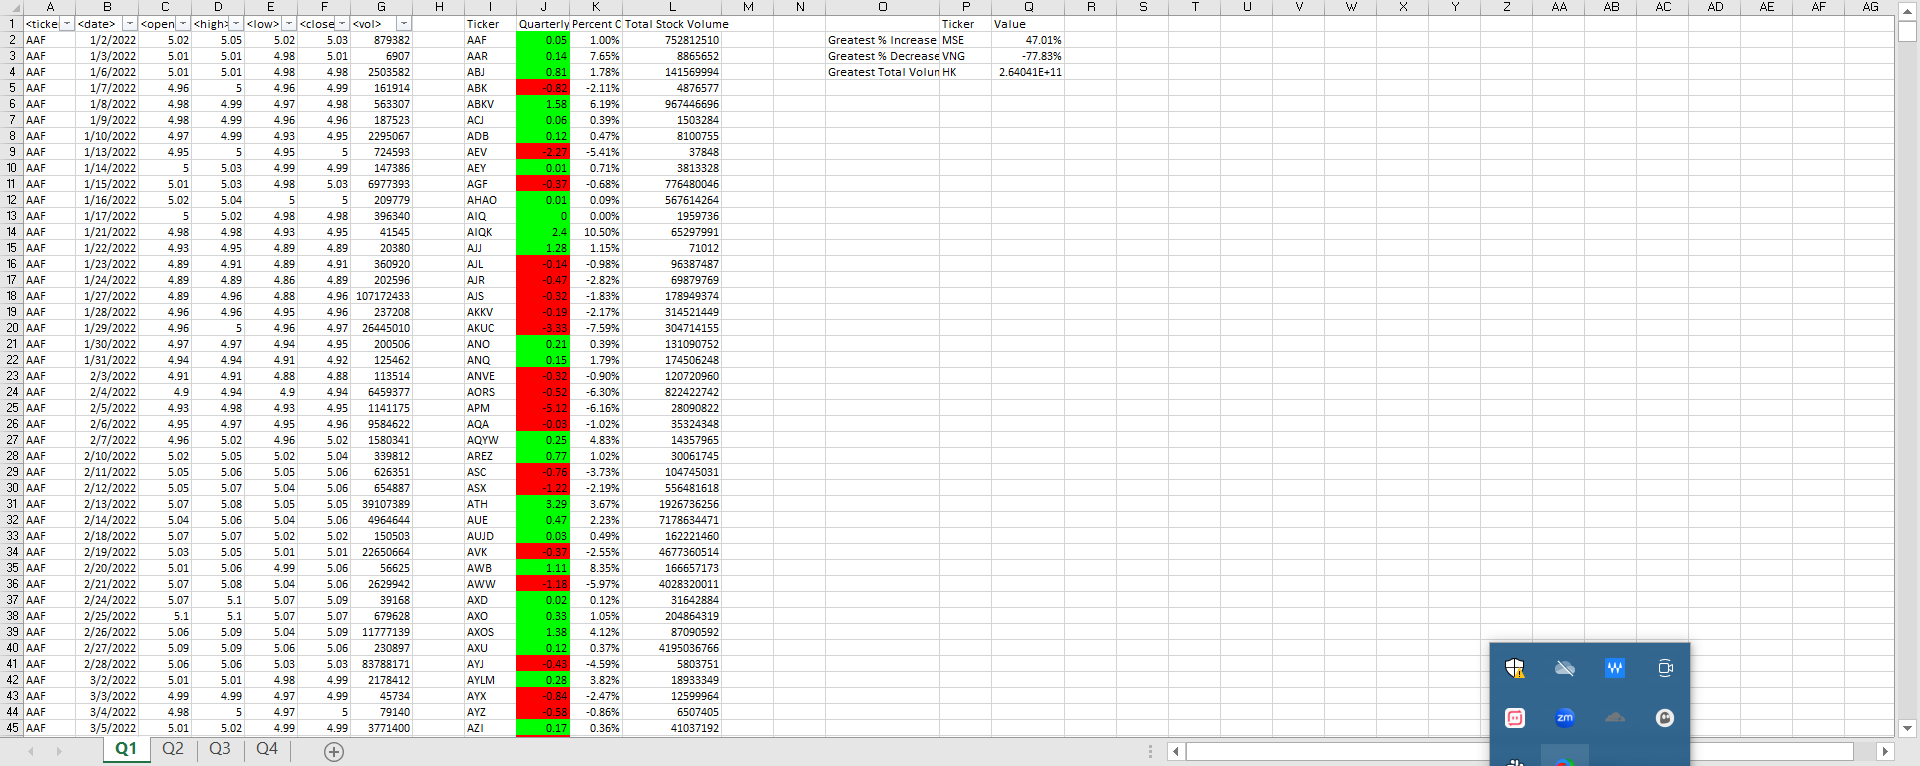 A B C D E F G H I J K L M N O P Q R S T U V W X Y Z AA AB AC AD AE AF AG
1 <ticke <date> <open <high> <low> <close <vol> Ticker Quarterly Percent C Total Stock Volume Ticker Value
2 AAF 1/2/2022 5.02 5.05 5.02 5.03 879382 AAF 0.05 1.00% 752812510 Greatest % Increase MSE 47.01%
3 AAF 1/3/2022 5.01 5.01 4.98 5.01 6907 AAR 0.14 7.65% 8865652 Greatest % Decrease VNG -77.83%
4 AAF 1/6/2022 5.01 5.01 4.98 4.98 2503582 ABJ 0.81 1.78% 141569994 Greatest Total Volun HK 2.64041E+11
5 AAF 1/7/2022 4.96 5 4.96 4.99 161914 ABK -0.82 -2.11% 4876577
6 AAF 1/8/2022 4.98 4.99 4.97 4.98 563307 ABKV 1.58 6.19% 967446696
7 AAF 1/9/2022 4.98 4.99 4.96 4.96 187523 ACJ 0.06 0.39% 1503284
8 AAF 1/10/2022 4.97 4.99 4.93 4.95 2295067 ADB 0.12 0.47% 8100755
9 AAF 1/13/2022 4.95 5 4.95 5 724593 AEV -2.27 -5.41% 37848
10 AAF 1/14/2022 5 5.03 4.99 4.99 147386 AEY 0.01 0.71% 3813328
11 AAF 1/15/2022 5.01 5.03 4.98 5.03 6977393 AGF -0.37 -0.68% 776480046
12 AAF 1/16/2022 5.02 5.04 5 5 209779 AHAO 0.01 0.09% 567614264
13 AAF 1/17/2022 5 5.02 4.98 4.98 396340 AIQ 0 0.00% 1959736
14 AAF 1/21/2022 4.98 4.98 4.93 4.95 41545 AIQK 2.4 10.50% 65297991
15 AAF 1/22/2022 4.93 4.95 4.89 4.89 20380 AJJ 1.28 1.15% 71012
16 AAF 1/23/2022 4.89 4.91 4.89 4.91 360920 AJL -0.14 -0.98% 96387487
17 AAF 1/24/2022 4.89 4.89 4.86 4.89 202596 AJR -0.47 -2.82% 69879769
18 AAF 1/27/2022 4.89 4.96 4.88 4.96 107172433 AJS -0.32 -1.83% 178949374
19 AAF 1/28/2022 4.96 4.96 4.95 4.96 237208 AKKV -0.19 -2.17% 314521449
20 AAF 1/29/2022 4.96 5 4.96 4.97 26445010 AKUC -3.33 -7.59% 304714155
21 AAF 1/30/2022 4.97 4.97 4.94 4.95 200506 ANO 0.21 0.39% 131090752
22 AAF 1/31/2022 4.94 4.94 4.91 4.92 125462 ANQ 0.15 1.79% 174506248
23 AAF 2/3/2022 4.91 4.91 4.88 4.88 113514 ANVE -0.32 -0.90% 120720960
24 AAF 2/4/2022 4.9 4.94 4.9 4.94 6459377 AORS -0.52 -6.30% 822422742
25 AAF 2/5/2022 4.93 4.98 4.93 4.95 1141175 APM -5.12 -6.16% 28090822
26 AAF 2/6/2022 4.95 4.97 4.95 4.96 9584622 AQA -0.03 -1.02% 35324348
27 AAF 2/7/2022 4.96 5.02 4.96 5.02 1580341 AQYW 0.25 4.83% 14357965
28 AAF 2/10/2022 5.02 5.05 5.02 5.04 339812 AREZ 0.77 1.02% 30061745
29 AAF 2/11/2022 5.05 5.06 5.05 5.06 626351 ASC -0.76 -3.73% 104745031
30 AAF 2/12/2022 5.05 5.07 5.04 5.06 654887 ASX -1.22 -2.19% 556481618
31 AAF 2/13/2022 5.07 5.08 5.05 5.05 39107389 ATH 3.29 3.67% 1926736256
32 AAF 2/14/2022 5.04 5.06 5.04 5.06 4964644 AUE 0.47 2.23% 7178634471
33 AAF 2/18/2022 5.07 5.07 5.02 5.02 150503 AUJD 0.03 0.49% 162221460
34 AAF 2/19/2022 5.03 5.05 5.01 5.01 22650664 AVK -0.37 -2.55% 4677360514
35 AAF 2/20/2022 5.01 5.06 4.99 5.06 56625 AWB 1.11 8.35% 166657173
36 AAF 2/21/2022 5.07 5.08 5.04 5.06 2629942 AWW -1.18 -5.97% 4028320011
37 AAF 2/24/2022 5.07 5.1 5.07 5.09 39168 AXD 0.02 0.12% 31642884
38 AAF 2/25/2022 5.1 5.1 5.07 5.07 679628 AXO 0.33 1.05% 204864319
39 AAF 2/26/2022 5.06 5.09 5.04 5.09 11777139 AXOS 1.38 4.12% 87090592
40 AAF 2/27/2022 5.09 5.09 5.06 5.06 230897 AXU 0.12 0.37% 4195036766
41 AAF 2/28/2022 5.06 5.06 5.03 5.03 83788171 AYJ -0.43 -4.59% 5803751
42 AAF 3/2/2022 5.01 5.01 4.98 4.99 2178412 AYLM 0.28 3.82% 18933349
43 AAF 3/3/2022 4.99 4.99 4.97 4.99 45734 AYX -0.84 -2.47% 12599964
44 AAF 3/4/2022 4.98 5 4.97 5 79140 AYZ -0.58 -0.86% 6507405
45 AAF 3/5/2022 5.01 5.02 4.99 4.99 3771400 AZI 0.17 0.36% 41037192
zm
Q1 Q2 Q3 Q4